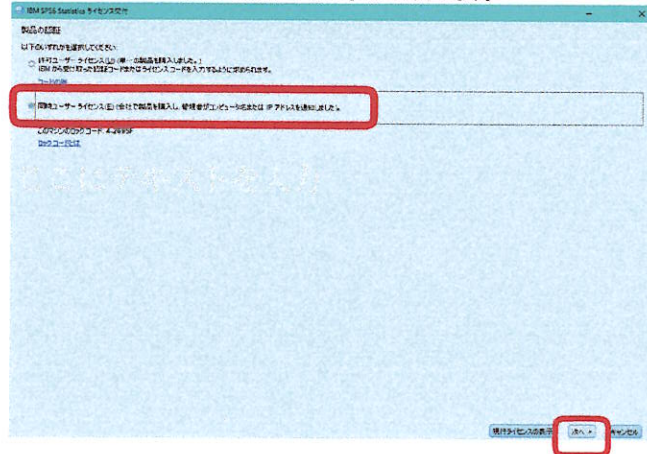 IBM SPSS Statistics ライセンス交付
製品の認証
以下のいずれかを選択してください:
許可ユーザー ライセンス(U) (単一の製品を購入しました。)
IBM から受け取った認証コードまたはライセンスコードを入力するように求められます。
同時ユーザー ライセンス(E) (会社で製品を購入し、管理者がコンピュータ名または IP アドレスを通知しました)。
このマシンのロックコード:
ロックコードとは
現行ライセンスの表示
次へ
キャンセル